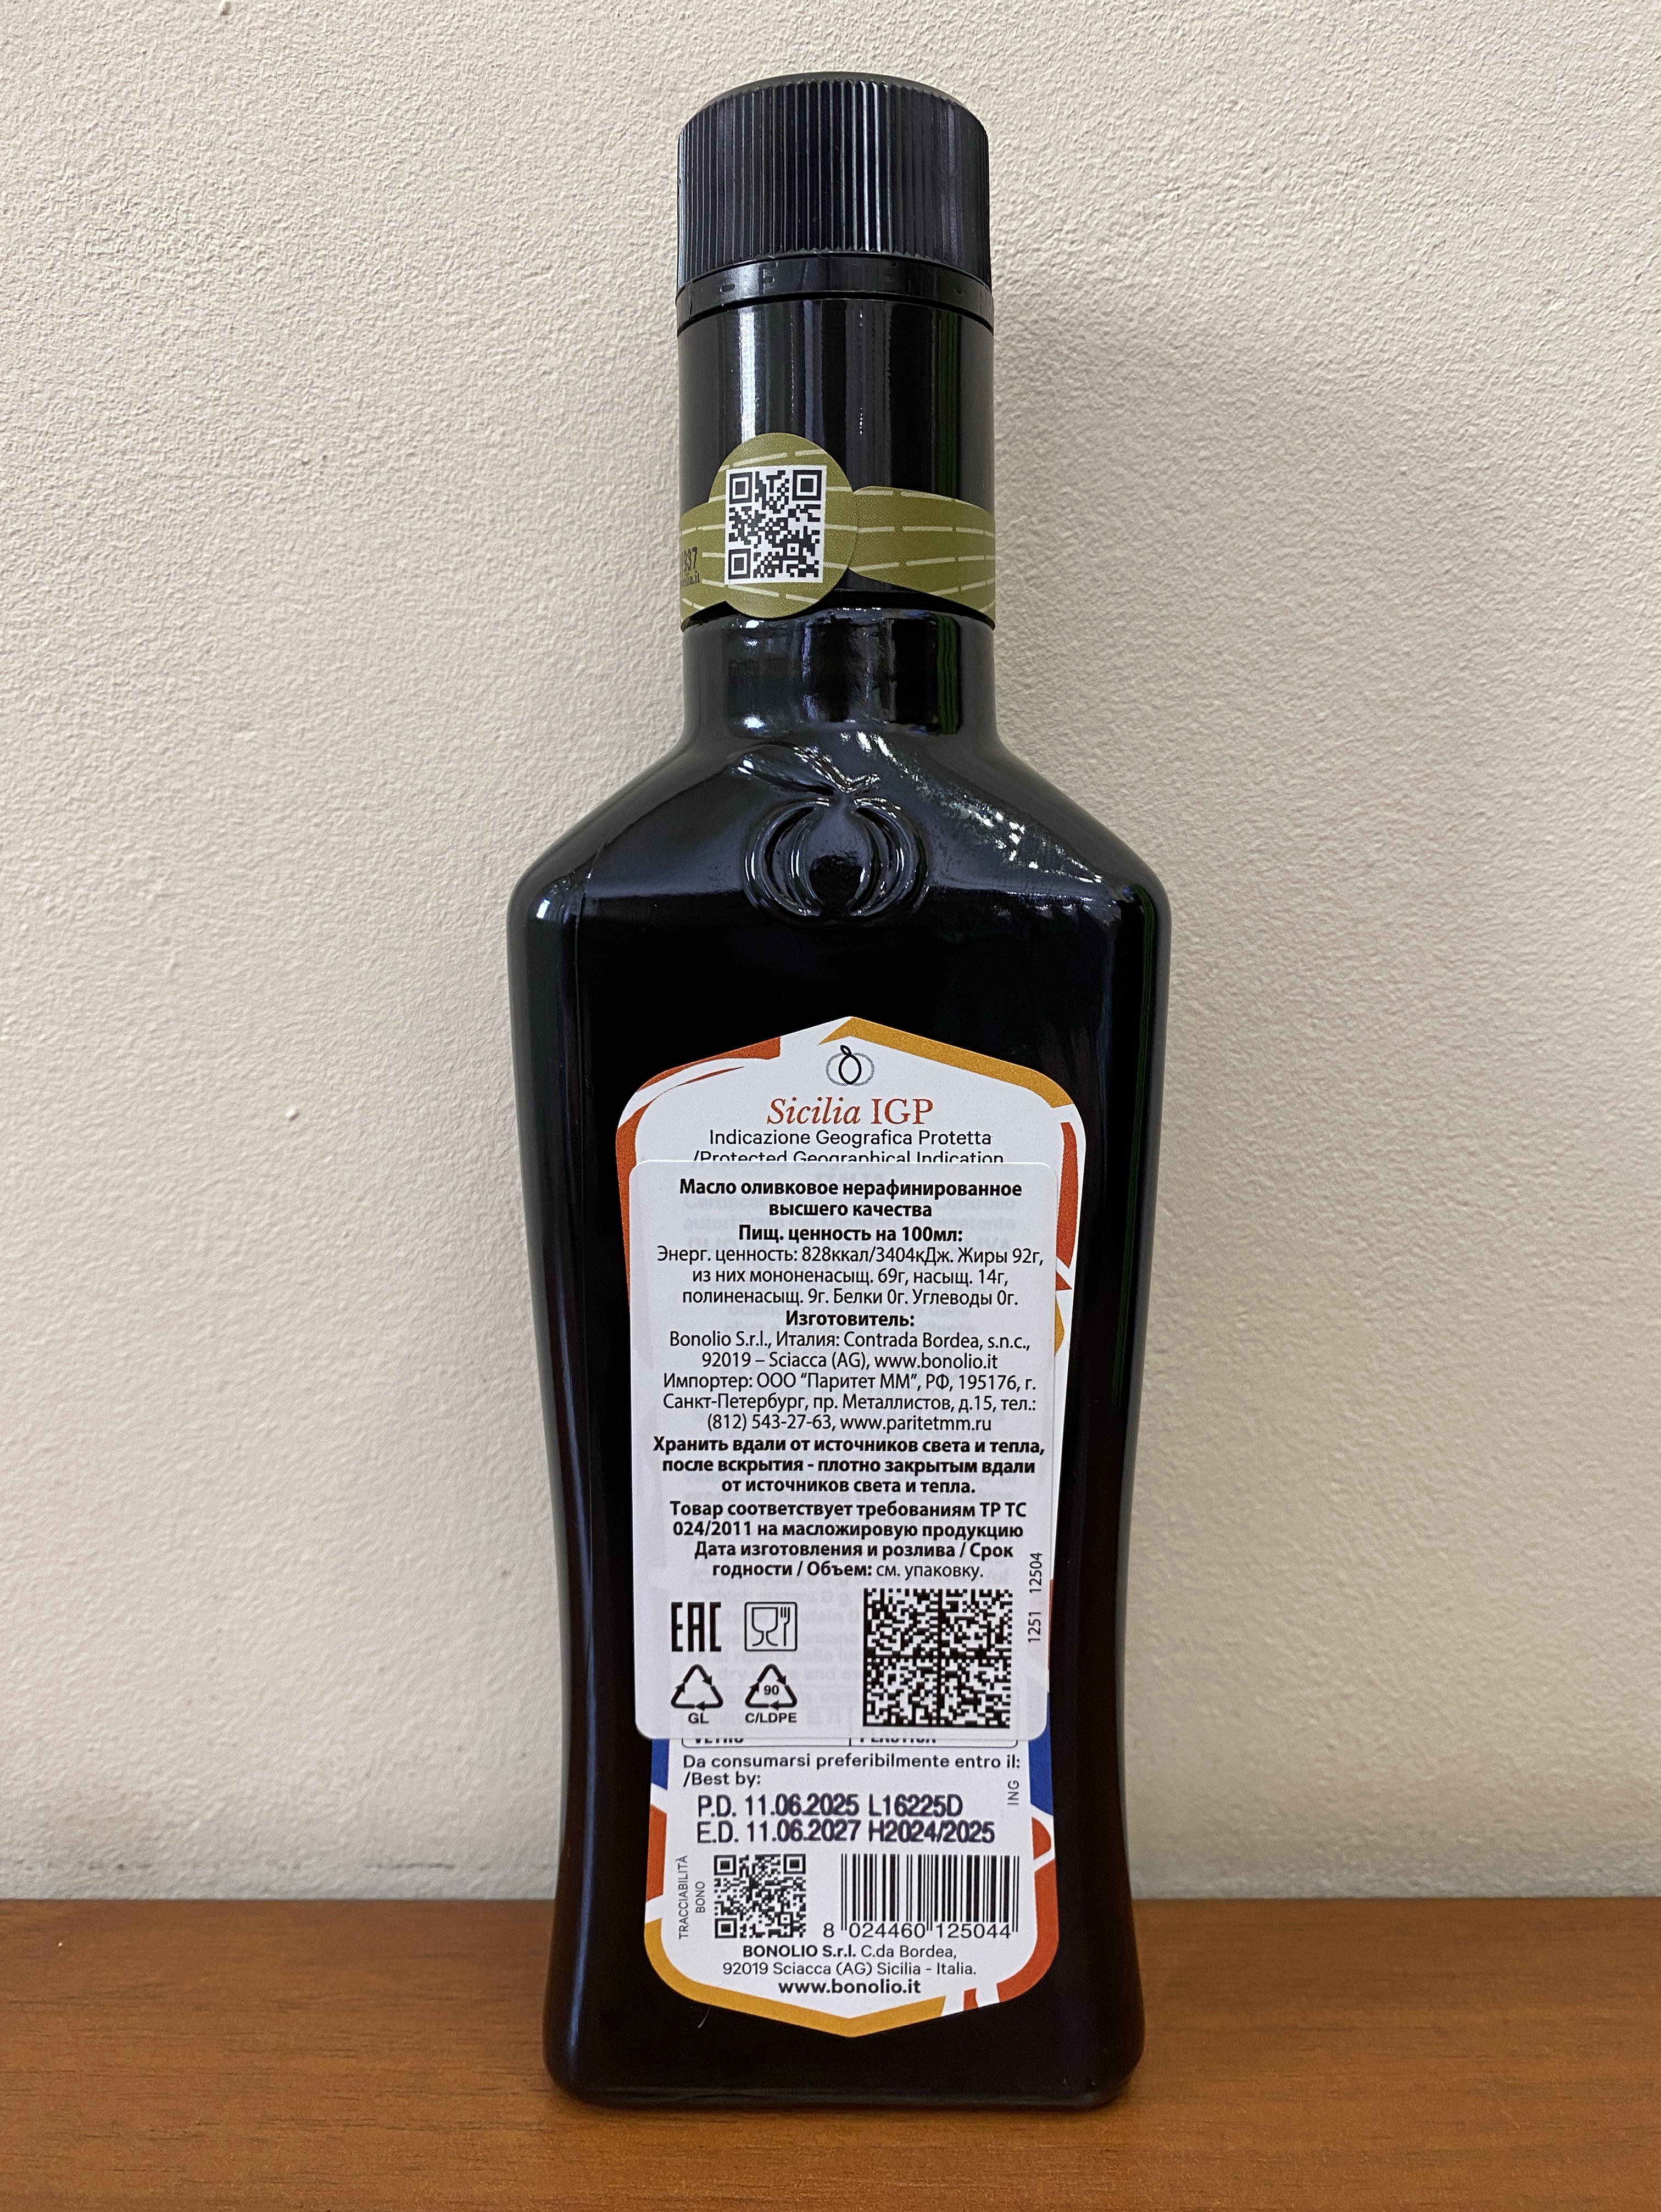 337
Sicilia IGP
Indicazione Geografica Protetta
/Protected Geographical Indication
Масло оливковое нерафинированное
высшего качества
Пищ. ценность на 100мл:
Энерг. ценность: 828ккал/3404кДж. Жиры 92г,
из них мононенасыщ. 69г, насыщ. 14г,
полиненасыщ. 9г. Белки 0г. Углеводы 0г.
Изготовитель:
Bonolio S.r.l., Италия: Contrada Bordea, s.n.c.,
92019 – Sciacca (AG), www.bonolio.it
Импортер: ООО “Паритет ММ”, РФ, 195176, г.
Санкт-Петербург, пр. Металлистов, д.15, тел.:
(812) 543-27-63, www.paritetmm.ru
Хранить вдали от источников света и тепла,
после вскрытия - плотно закрытым вдали
от источников света и тепла.
Товар соответствует требованиям ТР ТС
024/2011 на масложировую продукцию
Дата изготовления и розлива / Срок
годности / Объем: см. упаковку.
1251 12504
EAC
90
GL C/LDPE
VETRO PLASTICA
Da consumarsi preferibilmente entro il:
/Best by:
ING
P.D. 11.06.2025 L16225D
E.D. 11.06.2027 H2024/2025
TRACCIABILITÀ
BONO
8 024460 125044
BONOLIO S.r.l. C.da Bordea,
92019 Sciacca (AG) Sicilia - Italia.
www.bonolio.it